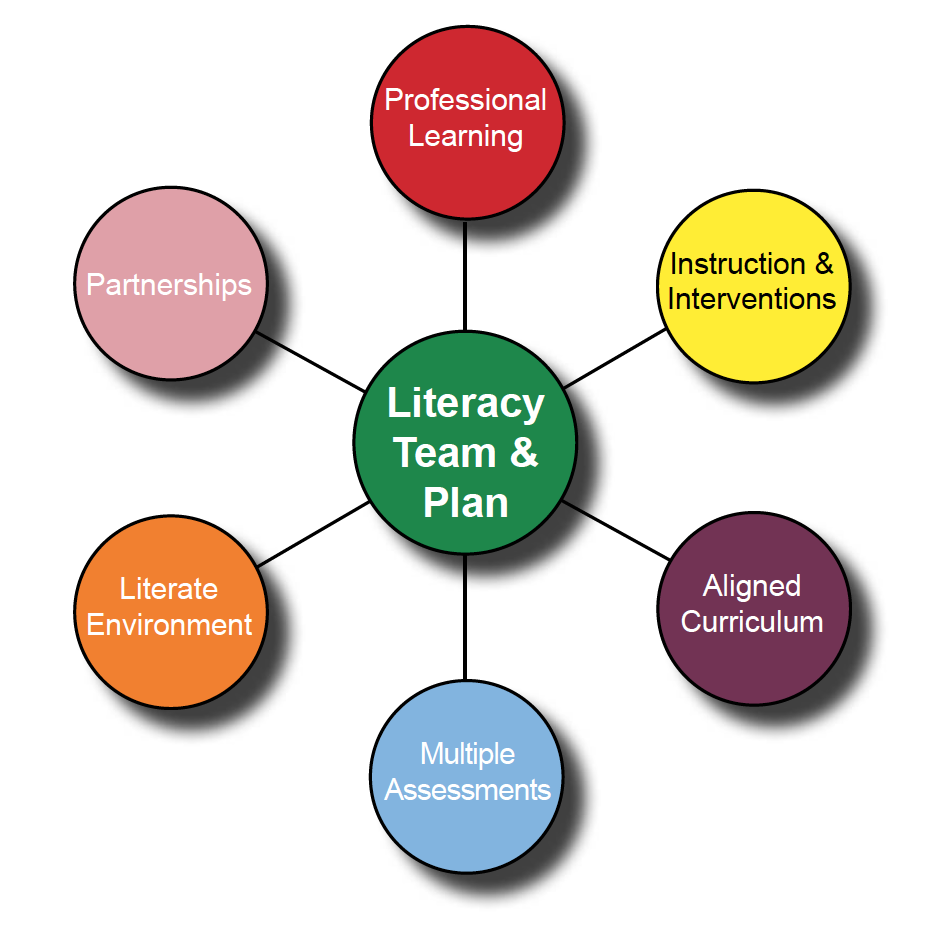 Professional
Learning
Instruction &
Interventions
Partnerships
Literacy
Team &
Plan
Literate
Environment
Aligned
Curriculum
Multiple
Assessments